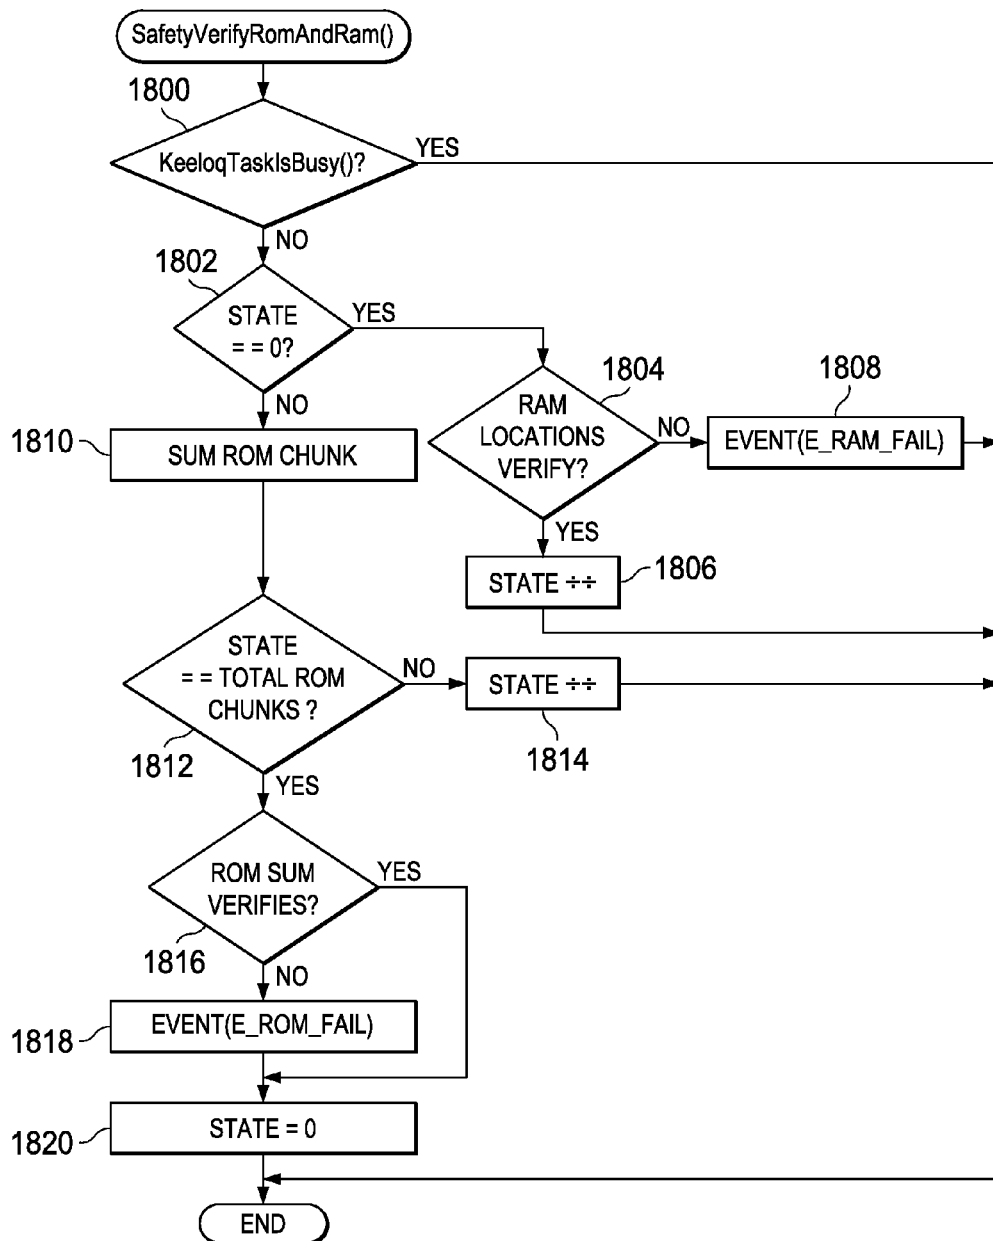 SafetyVerifyRomAndRam()
1800
KeeloqTaskIsBusy()?
YES
NO
1802
STATE
= = 0?
YES
NO
1804
RAM
LOCATIONS
VERIFY?
NO
1808
EVENT(E_RAM_FAIL)
YES
1810
SUM ROM CHUNK
STATE ÷÷
1806
STATE
= = TOTAL ROM
CHUNKS ?
NO
STATE ÷÷
1812
1814
YES
ROM SUM
VERIFIES?
YES
1816
NO
1818
EVENT(E_ROM_FAIL)
1820
STATE = 0
END